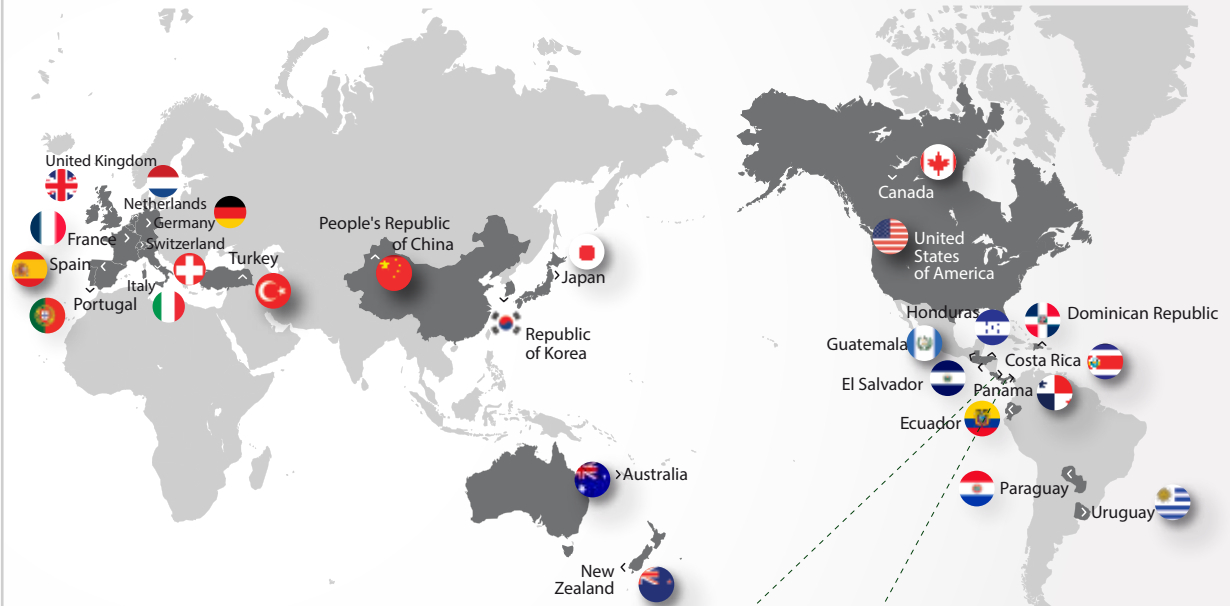 United Kingdom
Netherlands
Germany
France
Switzerland
Spain
Turkey
Italy
Portugal
People's Republic
of China
Japan
Republic
of Korea
Australia
New
Zealand
Canada
United
States
of America
Honduras
Dominican Republic
Guatemala
Costa Rica
El Salvador
Panama
Ecuador
Paraguay
Uruguay